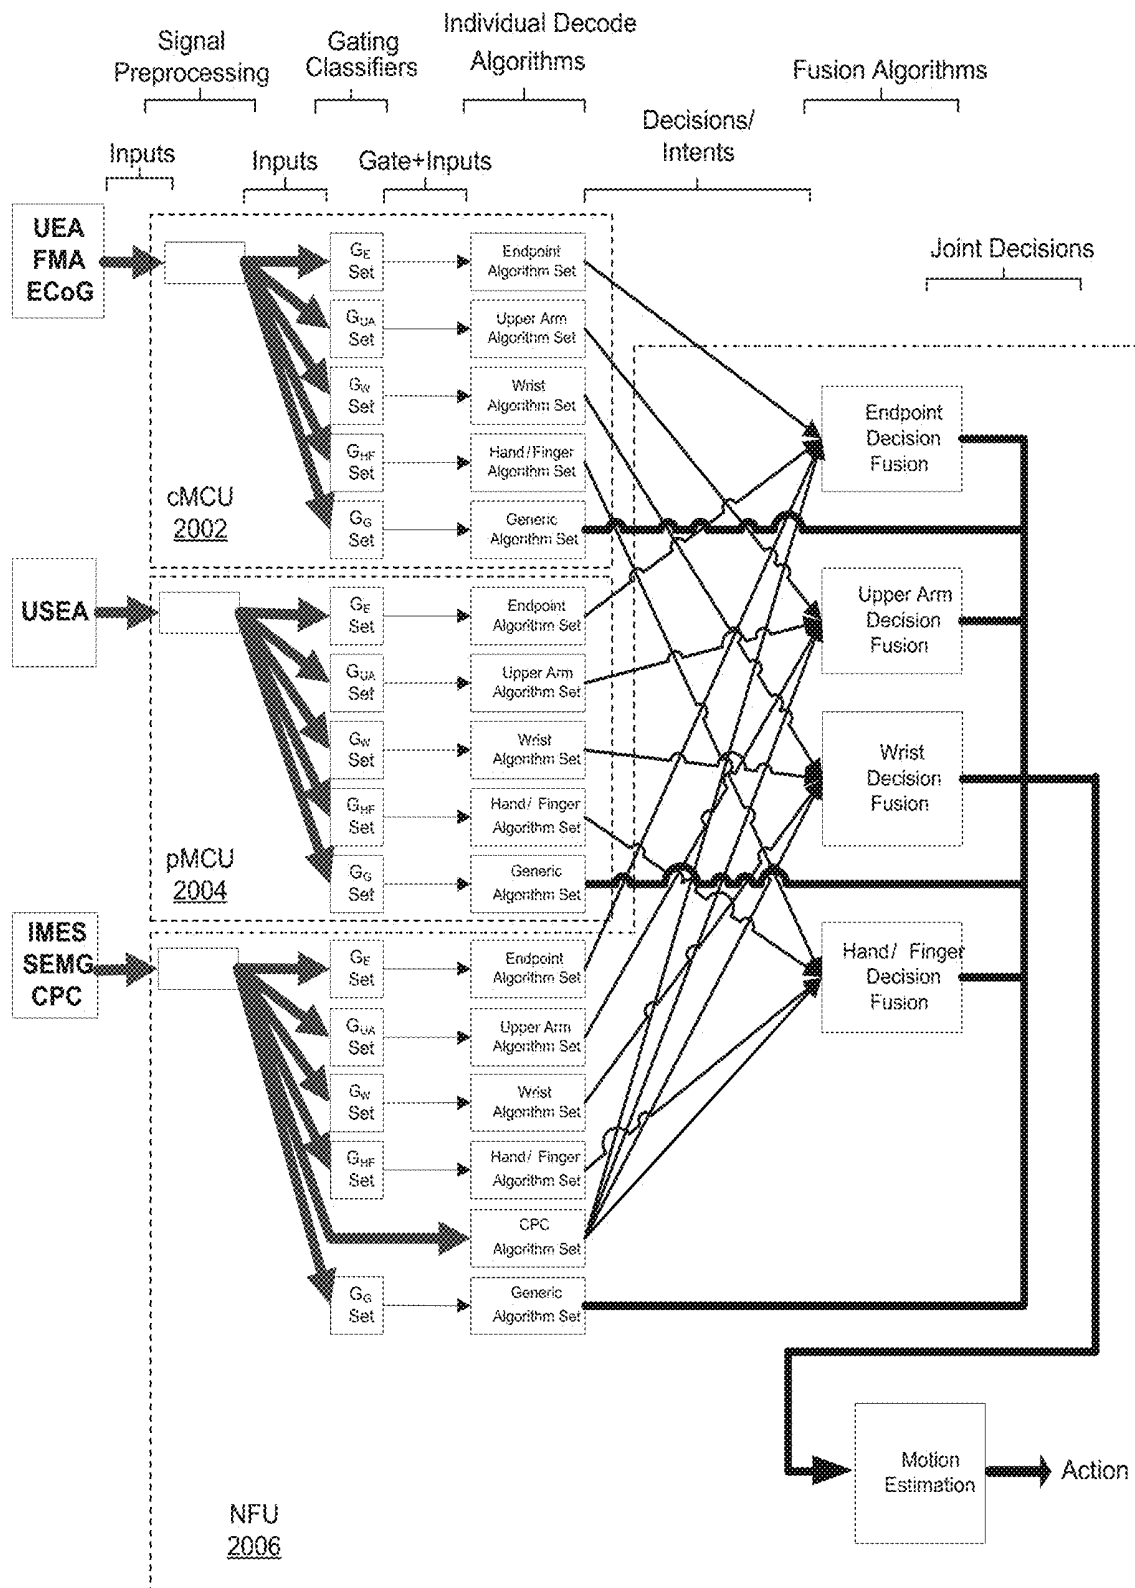 Signal
Preprocessing
Gating
Classifiers
Individual Decode
Algorithms
Fusion Algorithms
Decisions/
Intents
Inputs
Inputs
Gate+Inputs
Joint Decisions
UEA
FMA
ECoG
GE
Set
Endpoint
Algorithm Set
GUA
Set
Upper Arm
Algorithm Set
GW
Set
Wrist
Algorithm Set
GHF
Set
Hand/Finger
Algorithm Set
GG
Set
Generic
Algorithm Set
cMCU
2002
USEA
GE
Set
Endpoint
Algorithm Set
GUA
Set
Upper Arm
Algorithm Set
GW
Set
Wrist
Algorithm Set
GHF
Set
Hand/ Finger
Algorithm Set
GG
Set
Generic
Algorithm Set
pMCU
2004
IMES
SEMG
CPC
GE
Set
Endpoint
Algorithm Set
GUA
Set
Upper Arm
Algorithm Set
GW
Set
Wrist
Algorithm Set
GHF
Set
Hand/ Finger
Algorithm Set
CPC
Algorithm Set
GG
Set
Generic
Algorithm Set
Endpoint
Decision
Fusion
Upper Arm
Decision
Fusion
Wrist
Decision
Fusion
Hand/ Finger
Decision
Fusion
Motion
Estimation
Action
NFU
2006